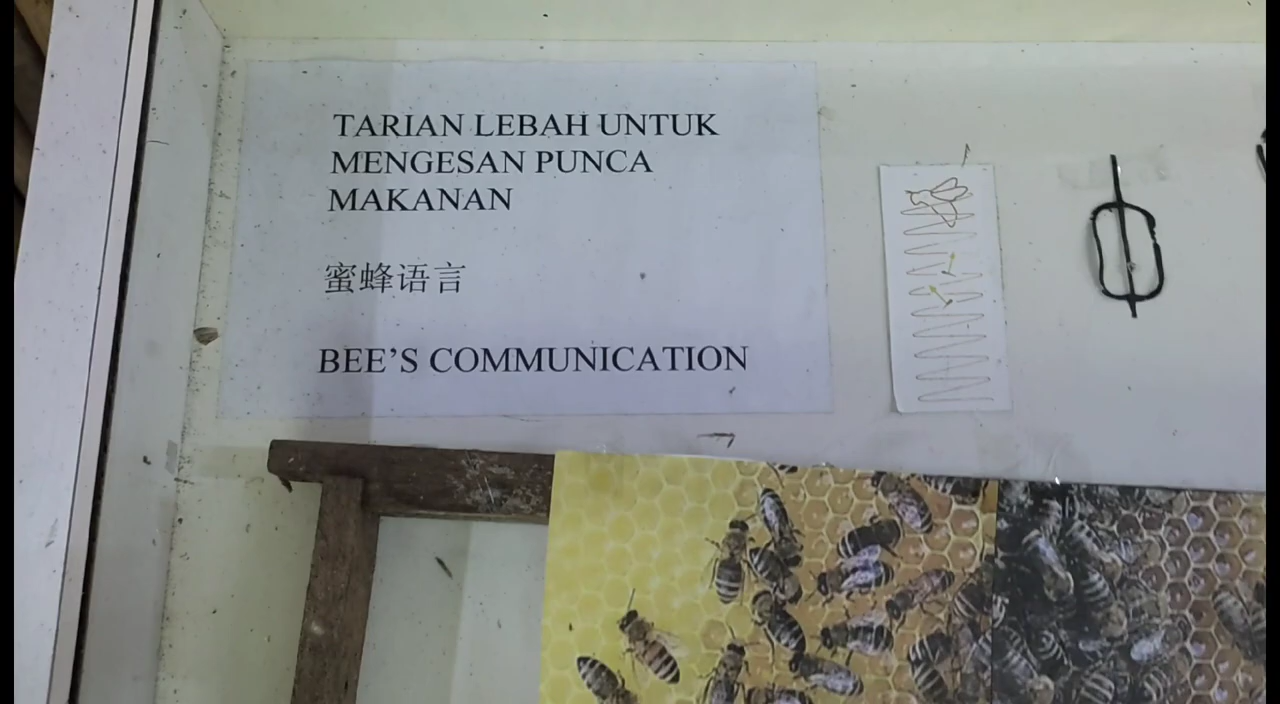 TARIAN LEBAH UNTUK
MENGESAN PUNCA
MAKANAN
蜜蜂语言
BEE'S COMMUNICATION